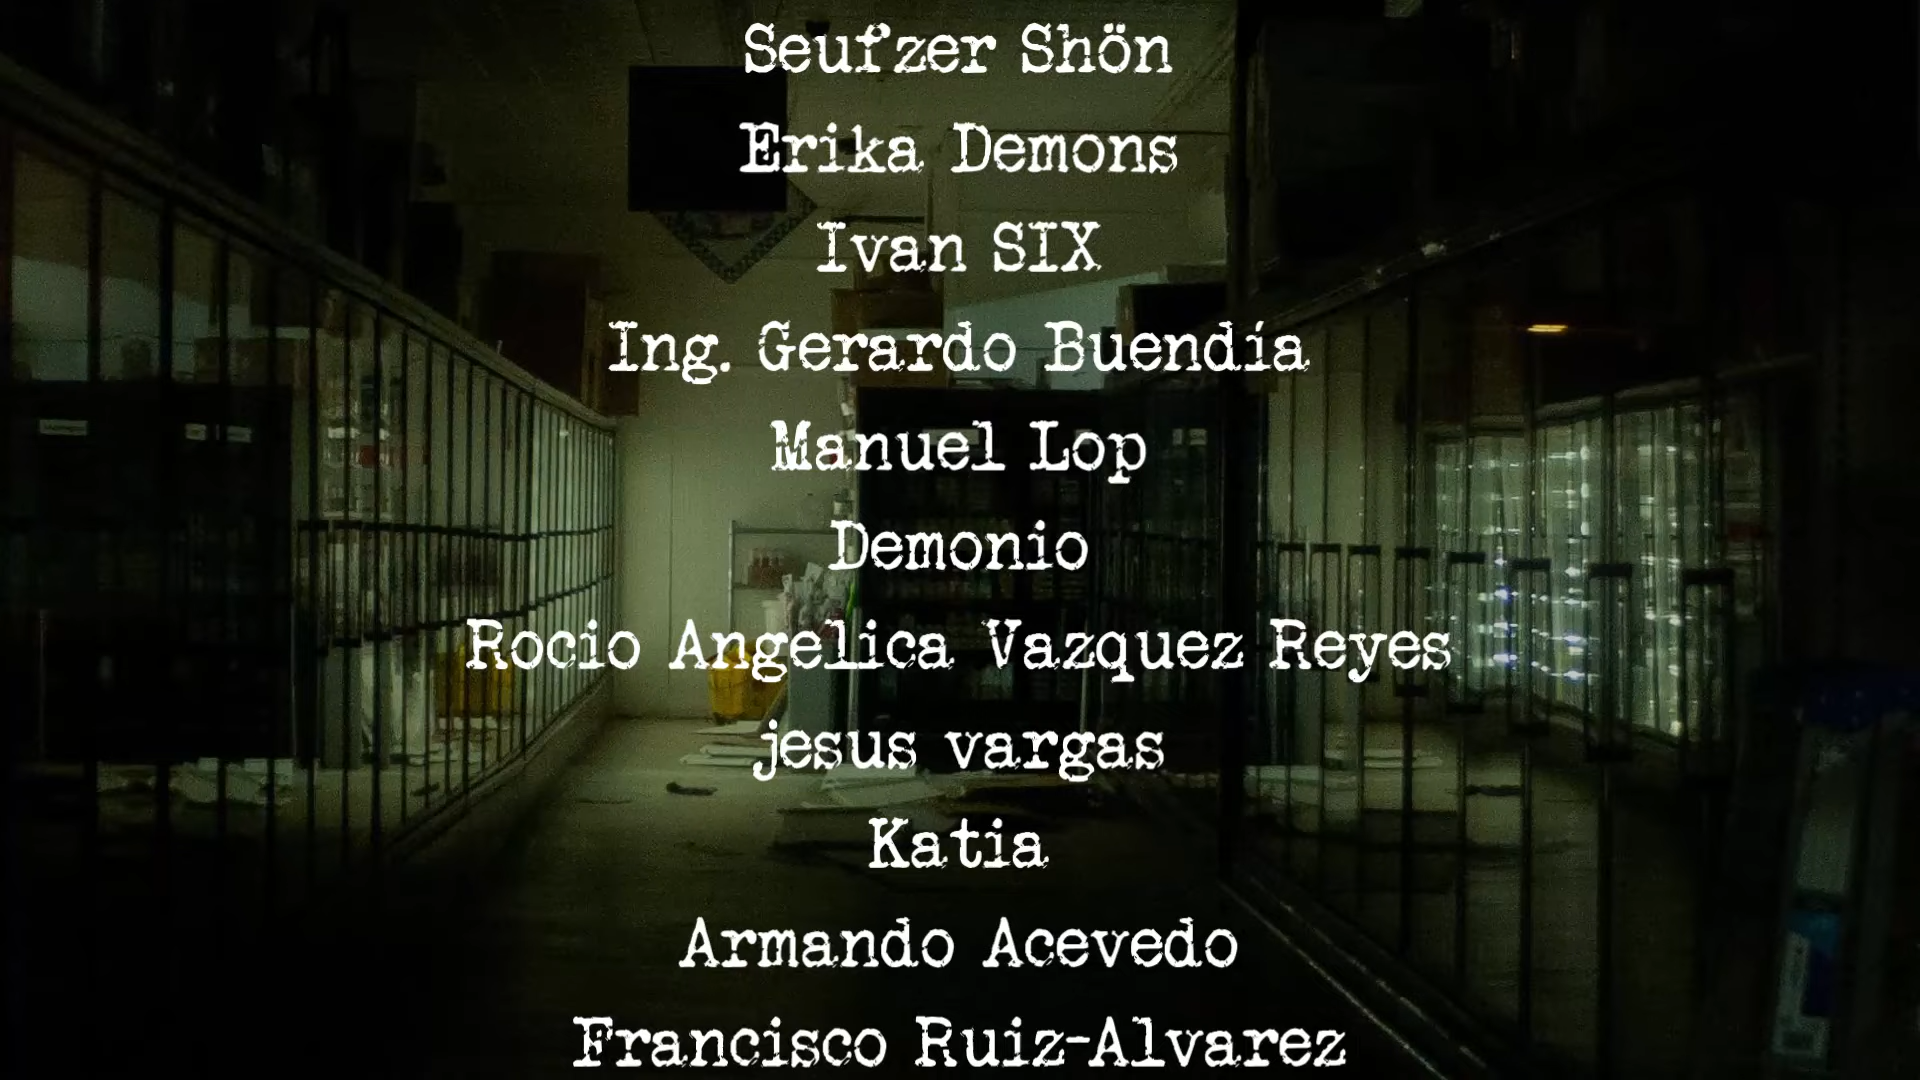 Seufzer Shön
Erika Demons
Ivan SIX
Ing. Gerardo Buendía
Manuel Lop
Demonio
Rocio Angelica Vazquez Reyes
jesus vargas
Katia
Armando Acevedo
Francisco Ruiz-Alvarez